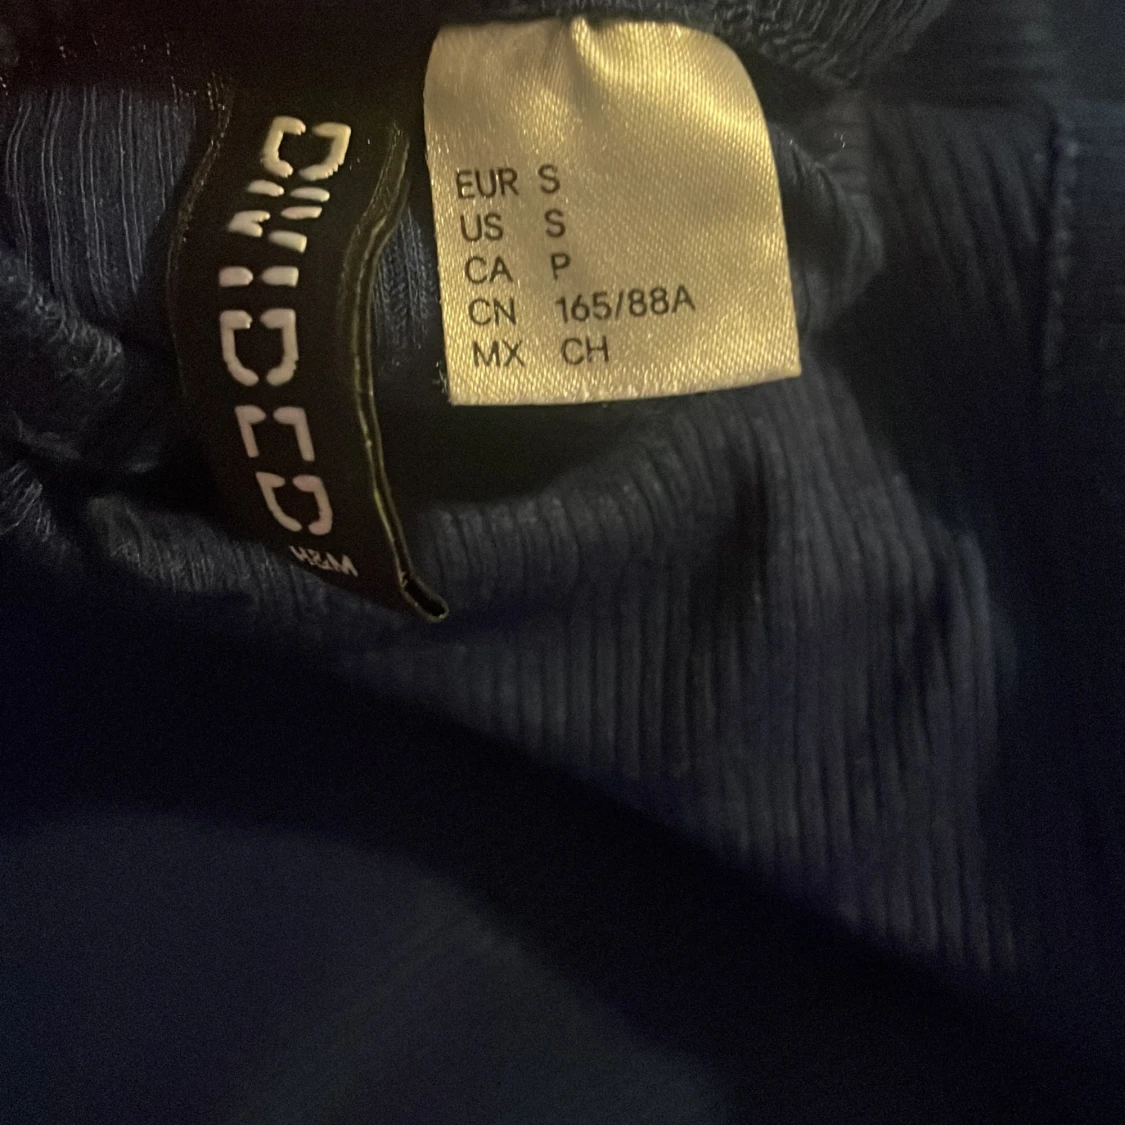 DIVIDED
H&M
EUR S
US S
CA P
CN 165/88A
MX CH